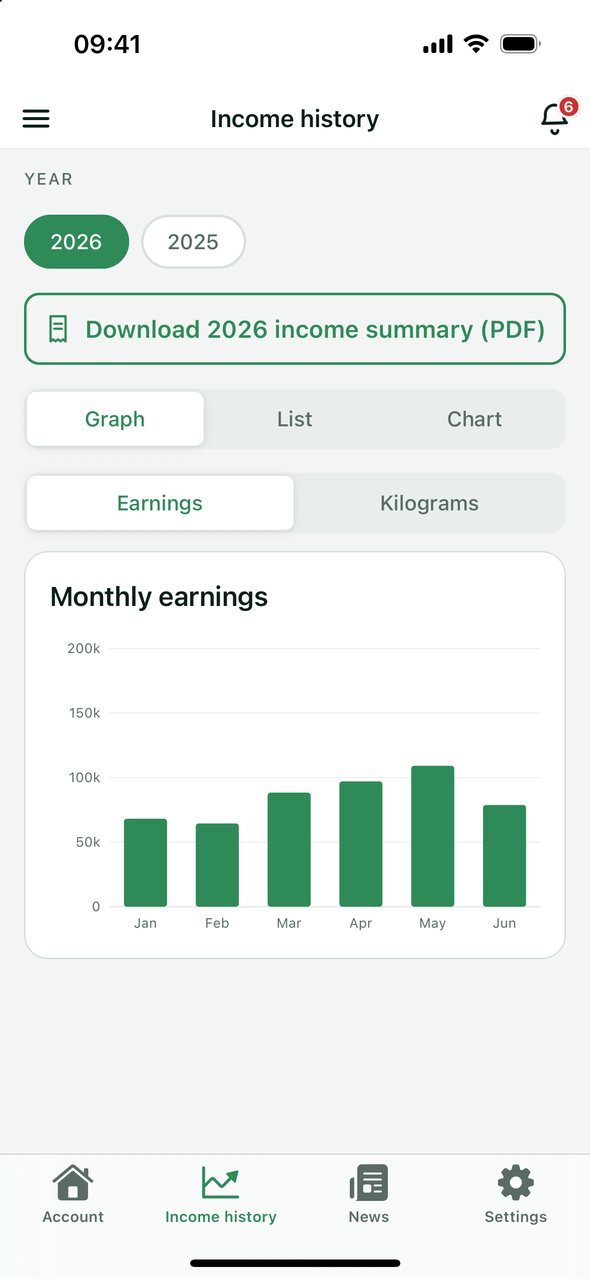 09:41
Income history
6
YEAR
2026
2025
Download 2026 income summary (PDF)
Graph
List
Chart
Earnings
Kilograms
Monthly earnings
200k
150k
100k
50k
0
Jan
Feb
Mar
Apr
May
Jun
Account
Income history
News
Settings